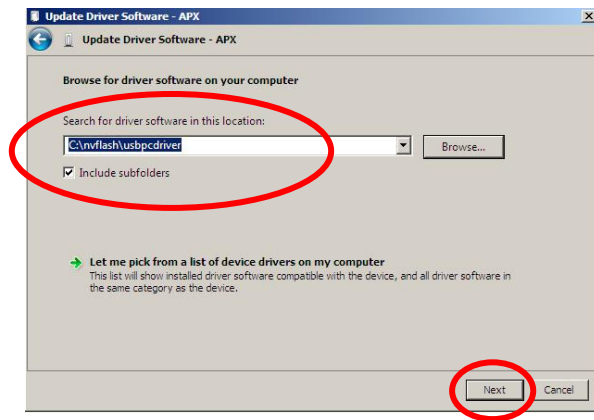 Update Driver Software - APX
Update Driver Software - APX
Browse for driver software on your computer
Search for driver software in this location:
C:\nvflash\usbpcdriver
Browse...
Include subfolders
Let me pick from a list of device drivers on my computer
This list will show installed driver software compatible with the device, and all driver software in
the same category as the device.
Next
Cancel